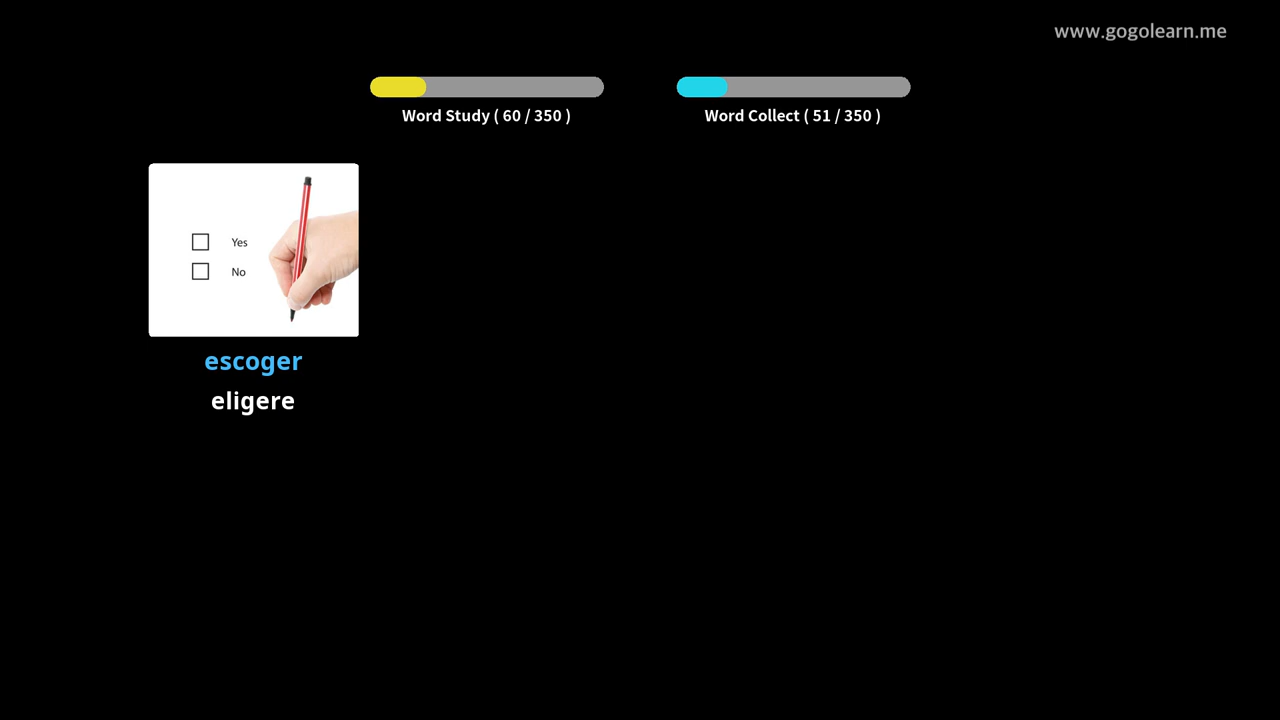 www.gogolearn.me
Word Study ( 60 / 350 )
Word Collect ( 51 / 350 )
Yes
No
escoger
eligere